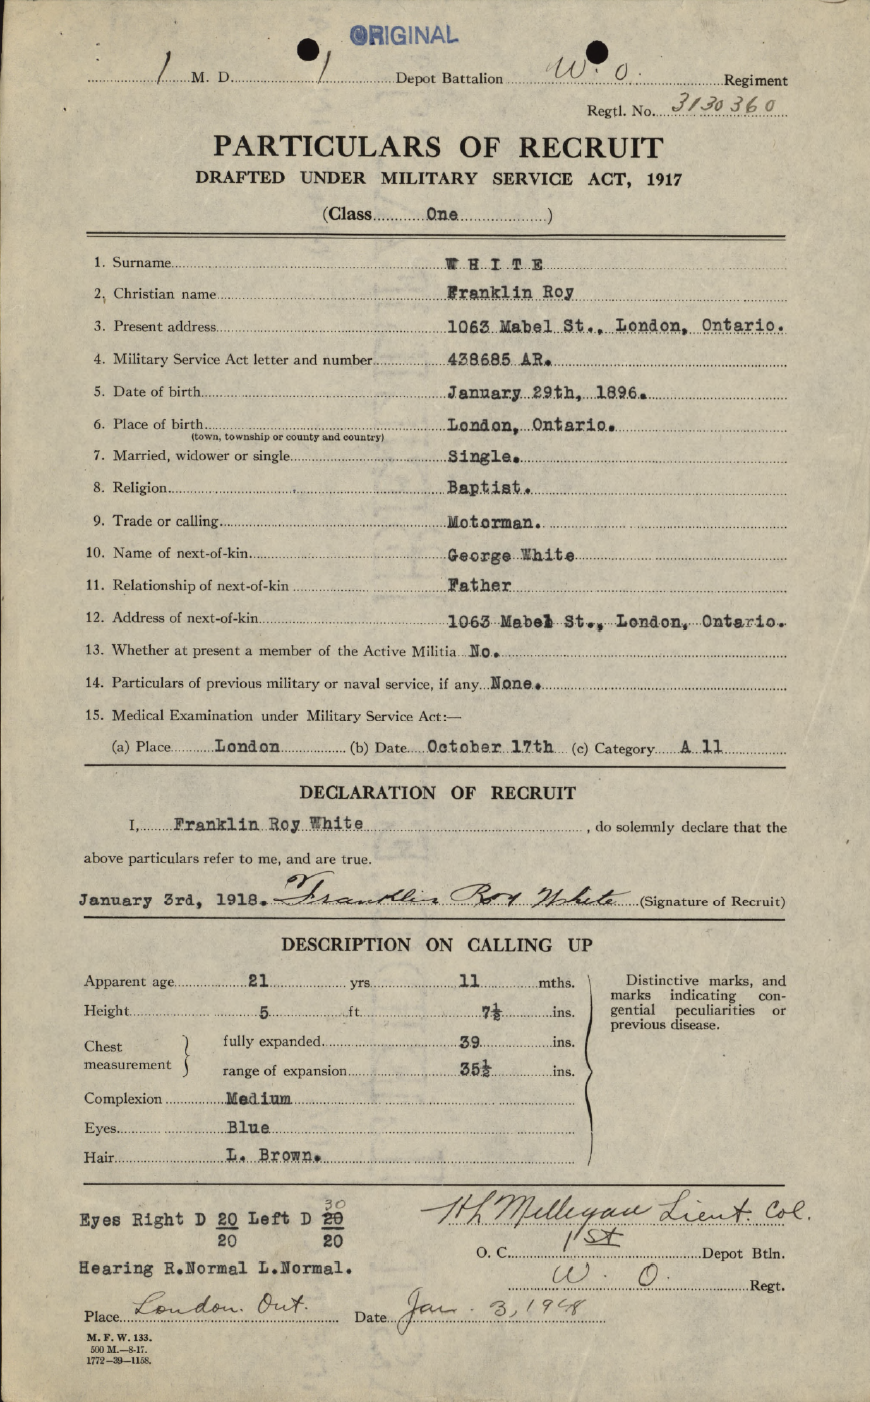 ORIGINAL
1 M. D. 1 Depot Battalion W. O. Regiment
Regtl. No. 3130360
PARTICULARS OF RECRUIT
DRAFTED UNDER MILITARY SERVICE ACT, 1917
(Class One )
1. Surname W H I T E
2. Christian name Franklin Roy
3. Present address 1063 Mabel St., London, Ontario.
4. Military Service Act letter and number 438685 AR.
5. Date of birth January 29th, 1896.
6. Place of birth London, Ontario.
(town, township or county and country)
7. Married, widower or single Single.
8. Religion Baptist.
9. Trade or calling Motorman.
10. Name of next-of-kin George White
11. Relationship of next-of-kin Father
12. Address of next-of-kin 1063 Mabel St., London, Ontario.
13. Whether at present a member of the Active Militia No.
14. Particulars of previous military or naval service, if any None.
15. Medical Examination under Military Service Act:—
(a) Place London (b) Date October 17th (c) Category A 11
DECLARATION OF RECRUIT
I, Franklin Roy White , do solemnly declare that the
above particulars refer to me, and are true.
January 3rd, 1918. Franklin Roy White (Signature of Recruit)
DESCRIPTION ON CALLING UP
Apparent age 21 yrs 11 mths.
Height 5 ft. 7½ ins.
Chest measurement fully expanded 39 ins.
range of expansion 35½ ins.
Complexion Medium
Eyes Blue
Hair L. Brown.
Distinctive marks, and
marks indicating con-
genital peculiarities or
previous disease.
30
Eyes Right D 20 Left D 20
20 20
Hearing R.Normal L.Normal.
Milligan Lieut. Col.
O. C. 1st Depot Btln.
W. O. Regt.
Place London. Ont. Date Jan. 3, 1918
M. F. W. 133.
500 M.—8-17.
1772—39—1158.